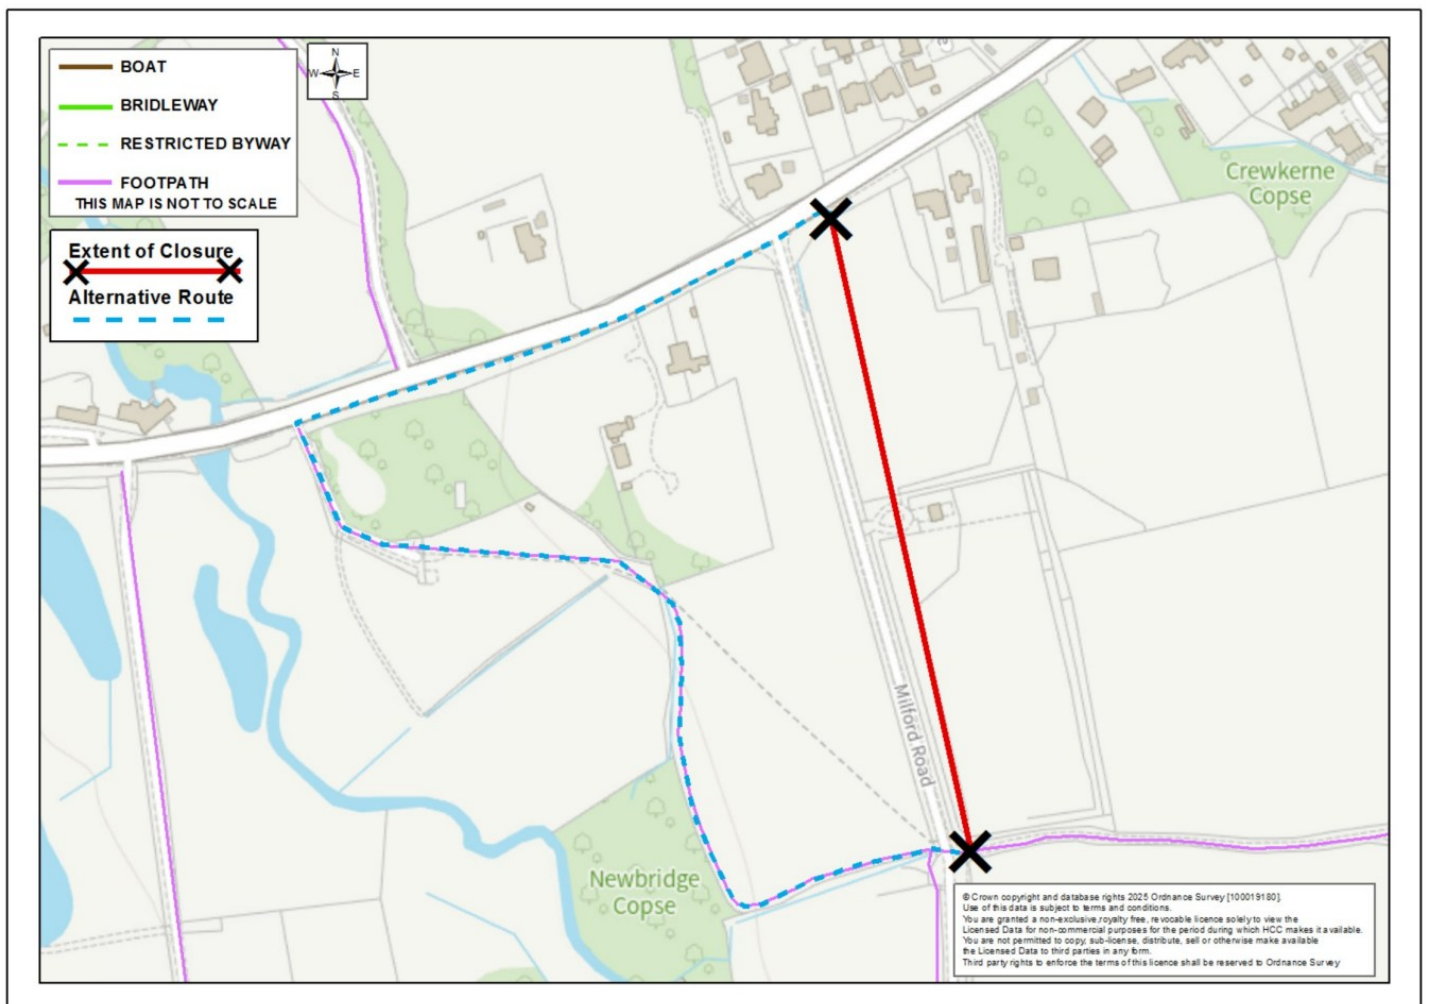 BOAT
BRIDLEWAY
RESTRICTED BYWAY
FOOTPATH
THIS MAP IS NOT TO SCALE
N
W
E
S
Extent of Closure
Alternative Route
Crewkerne
Copse
Milford Road
Newbridge
Copse
© Crown copyright and database rights 2025 Ordnance Survey [100019180].
Use of this data is subject to terms and conditions.
You are granted a non-exclusive, royalty free, revocable licence solely to view the
Licensed Data for non-commercial purposes for the period during which HCC makes it available.
You are not permitted to copy, sub-license, distribute, sell or otherwise make available
the Licensed Data to third parties in any form.
Third party rights to enforce the terms of this licence shall be reserved to Ordnance Survey